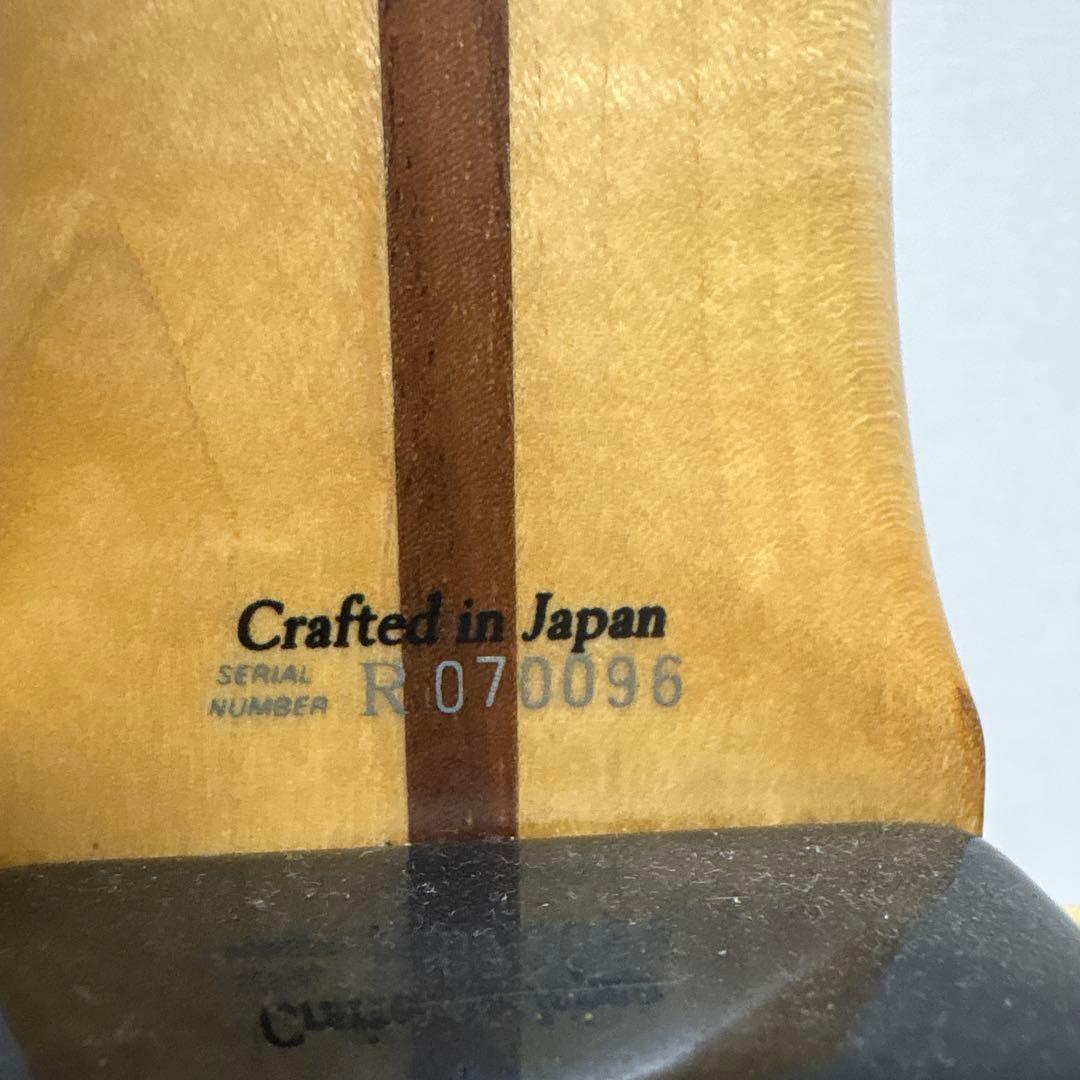 Crafted in Japan
SERIAL
NUMBER R 070096